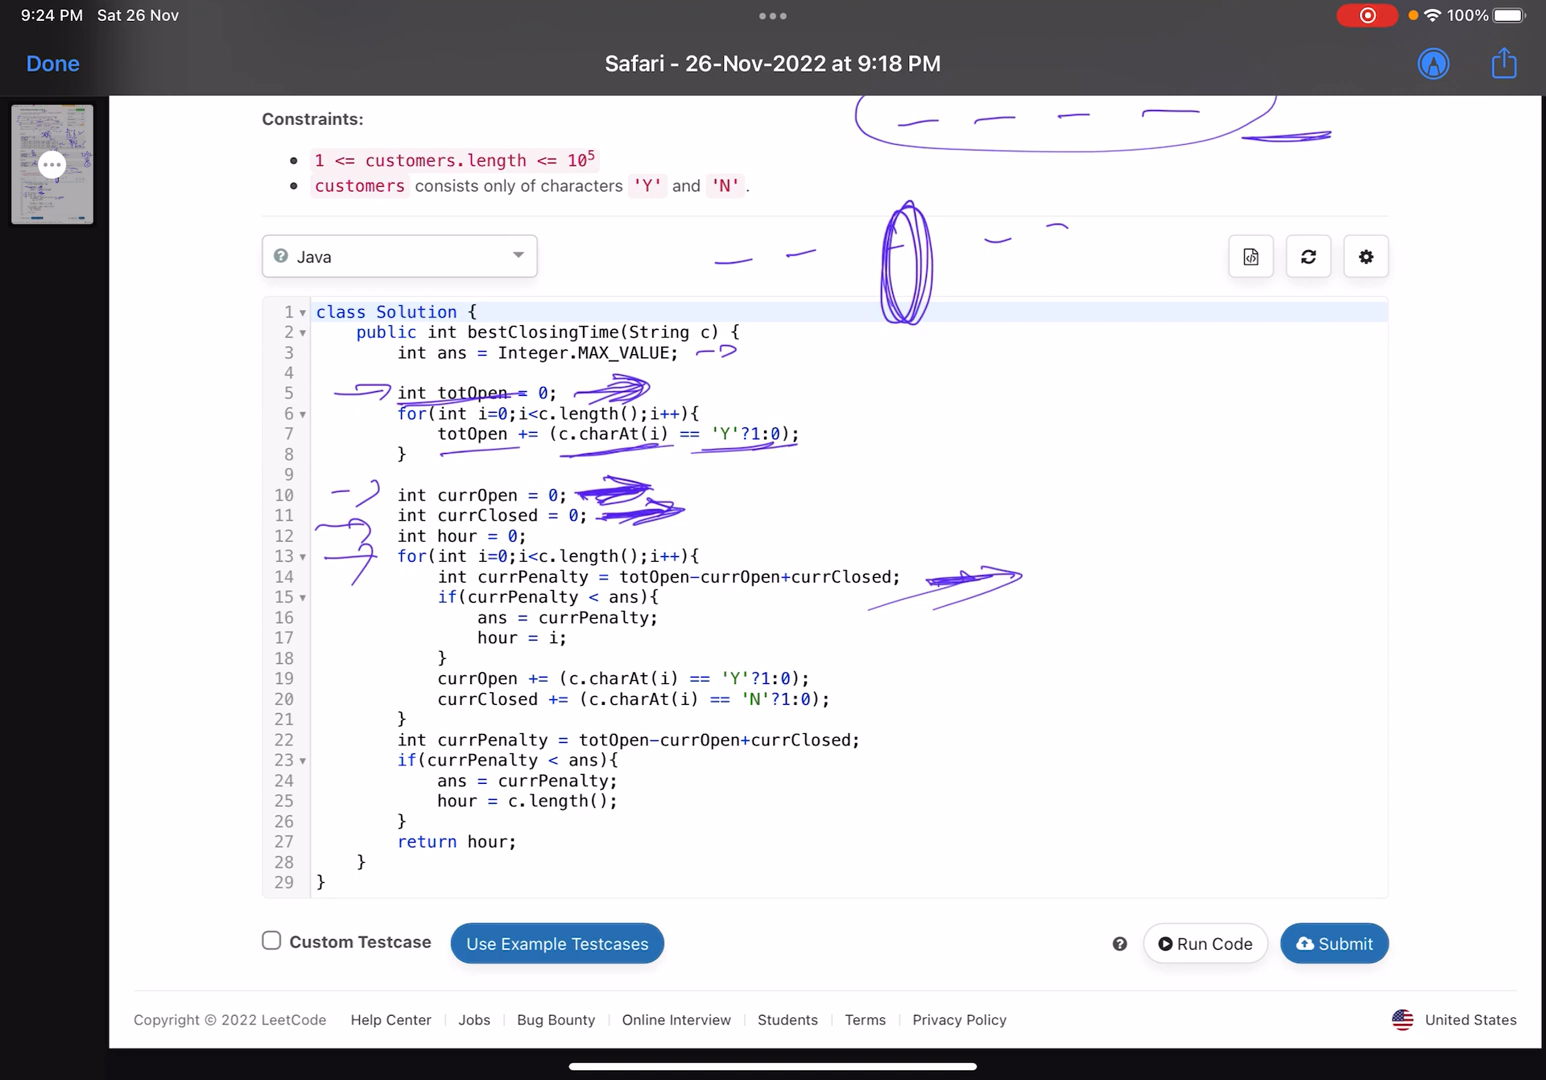 9:24 PM Sat 26 Nov
100%
Done
Safari - 26-Nov-2022 at 9:18 PM
Constraints:
1 <= customers.length <= 10⁵
customers consists only of characters 'Y' and 'N'.
Java
1 class Solution {
2     public int bestClosingTime(String c) {
3         int ans = Integer.MAX_VALUE;
4
5         int totOpen = 0;
6         for(int i=0;i<c.length();i++){
7             totOpen += (c.charAt(i) == 'Y'?1:0);
8         }
9
10         int currOpen = 0;
11         int currClosed = 0;
12         int hour = 0;
13         for(int i=0;i<c.length();i++){
14             int currPenalty = totOpen-currOpen+currClosed;
15             if(currPenalty < ans){
16                 ans = currPenalty;
17                 hour = i;
18             }
19             currOpen += (c.charAt(i) == 'Y'?1:0);
20             currClosed += (c.charAt(i) == 'N'?1:0);
21         }
22         int currPenalty = totOpen-currOpen+currClosed;
23         if(currPenalty < ans){
24             ans = currPenalty;
25             hour = c.length();
26         }
27         return hour;
28     }
29 }
Custom Testcase
Use Example Testcases
Run Code
Submit
Copyright © 2022 LeetCode
Help Center
Jobs
Bug Bounty
Online Interview
Students
Terms
Privacy Policy
United States